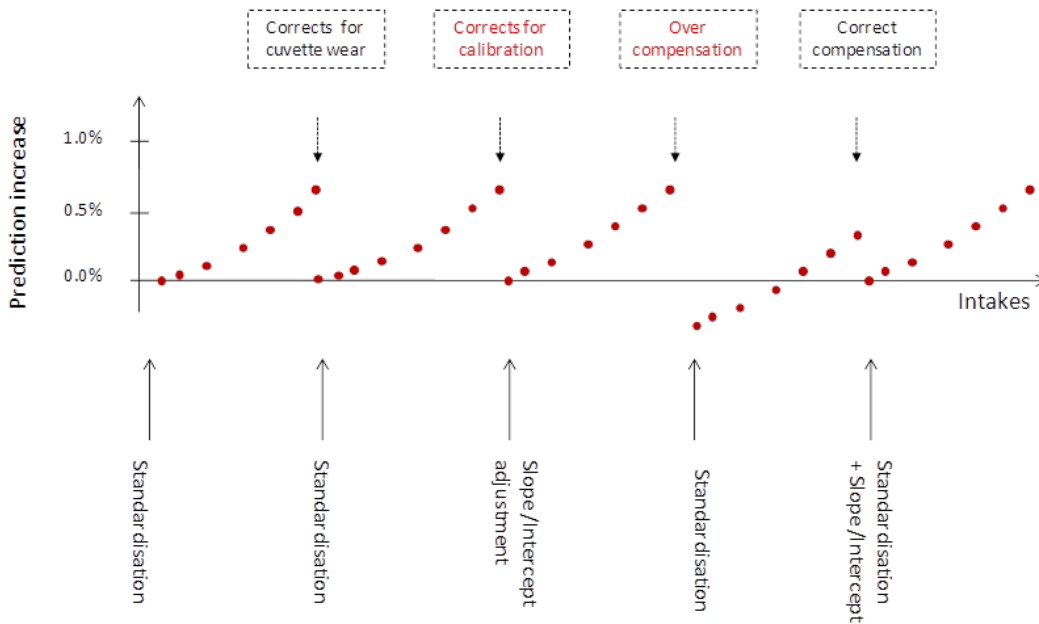 Corrects for
cuvette wear
Corrects for
calibration
Over
compensation
Correct
compensation
Prediction increase
1.0%
0.5%
0.0%
Intakes
Standardisation
Standardisation
Slope /Intercept
adjustment
Standardisation
Standardisation
+ Slope /Intercept